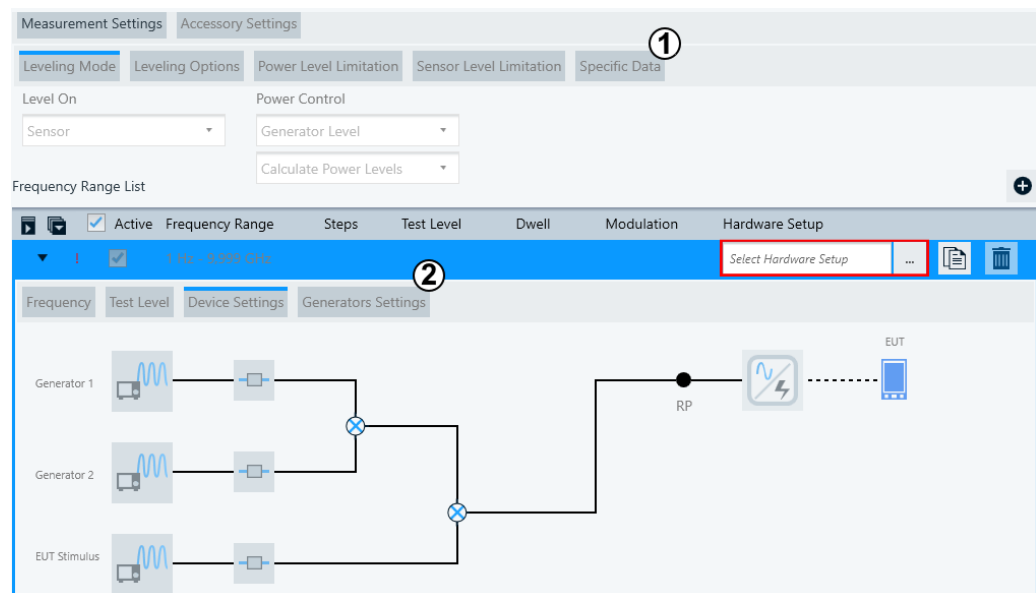 Measurement Settings Accessory Settings
1
Leveling Mode Leveling Options Power Level Limitation Sensor Level Limitation Specific Data
Level On Power Control
Sensor Generator Level
Calculate Power Levels
Frequency Range List
Active Frequency Range Steps Test Level Dwell Modulation Hardware Setup
! 1 Hz - 9.999 GHz Select Hardware Setup ...
2
Frequency Test Level Device Settings Generators Settings
EUT
Generator 1
RP
Generator 2
EUT Stimulus